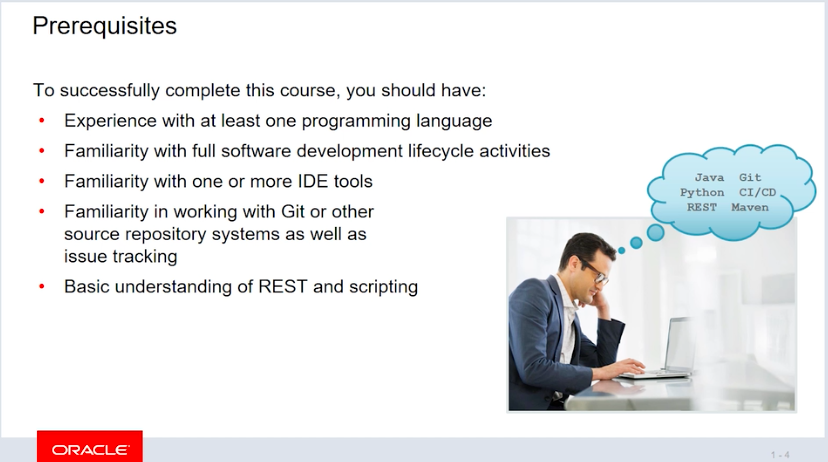 Prerequisites
To successfully complete this course, you should have:
• Experience with at least one programming language
• Familiarity with full software development lifecycle activities
• Familiarity with one or more IDE tools
• Familiarity in working with Git or other
source repository systems as well as
issue tracking
• Basic understanding of REST and scripting
Java Git
Python CI/CD
REST Maven
ORACLE
1 - 4